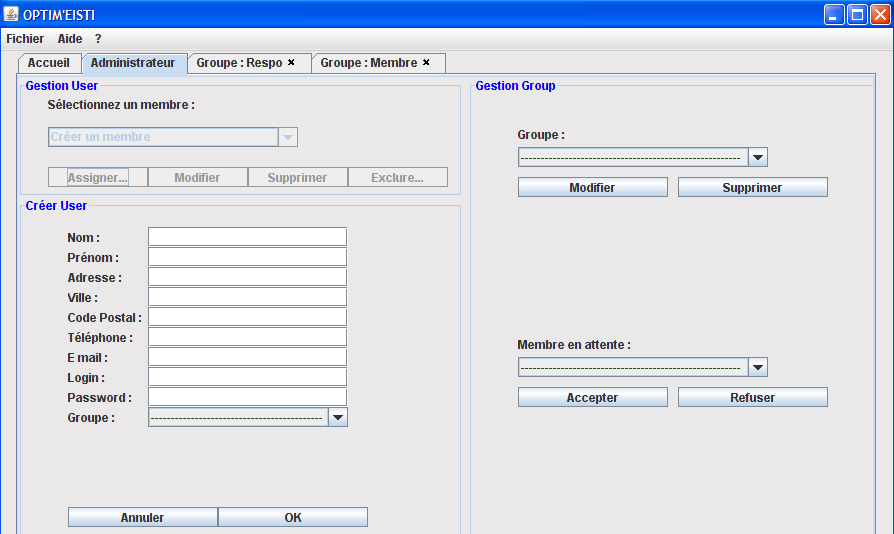 OPTIM'EISTI
Fichier Aide ?
Accueil Administrateur Groupe : Respo × Groupe : Membre ×
Gestion User
Sélectionnez un membre :
Créer un membre
Assigner... Modifier Supprimer Exclure...
Créer User
Nom :
Prénom :
Adresse :
Ville :
Code Postal :
Téléphone :
E mail :
Login :
Password :
Groupe : --------------------------------------------
Annuler OK
Gestion Group
Groupe :
-------------------------------------------------------
Modifier Supprimer
Membre en attente :
-------------------------------------------------------
Accepter Refuser